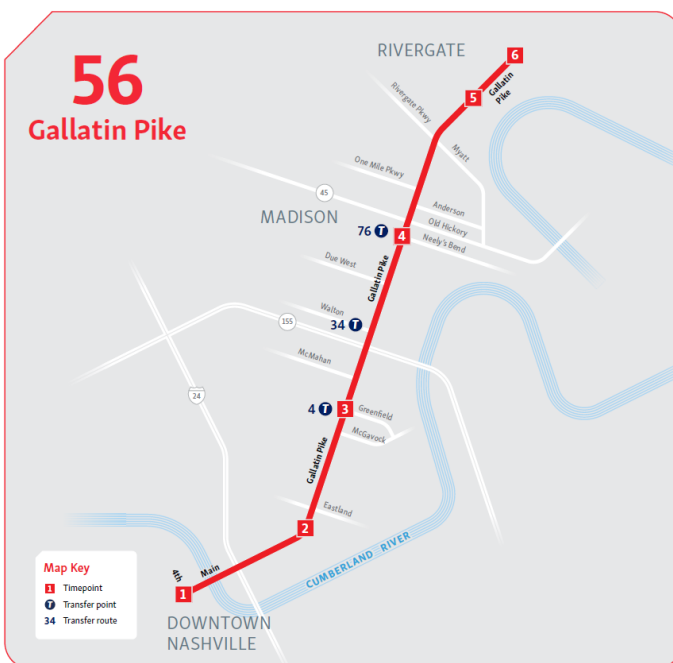 56
Gallatin Pike
RIVERGATE
6
5
Gallatin
Pike
Rivergate Pkwy
Myatt
One Mile Pkwy
45
Anderson
MADISON
Old Hickory
76 T
4
Neely's Bend
Due West
Gallatin Pike
Walton
155
34 T
McMahan
24
4 T
3
Greenfield
McGavock
Gallatin Pike
Eastland
2
CUMBERLAND RIVER
4th
Main
1
DOWNTOWN
NASHVILLE
Map Key
1 Timepoint
T Transfer point
34 Transfer route